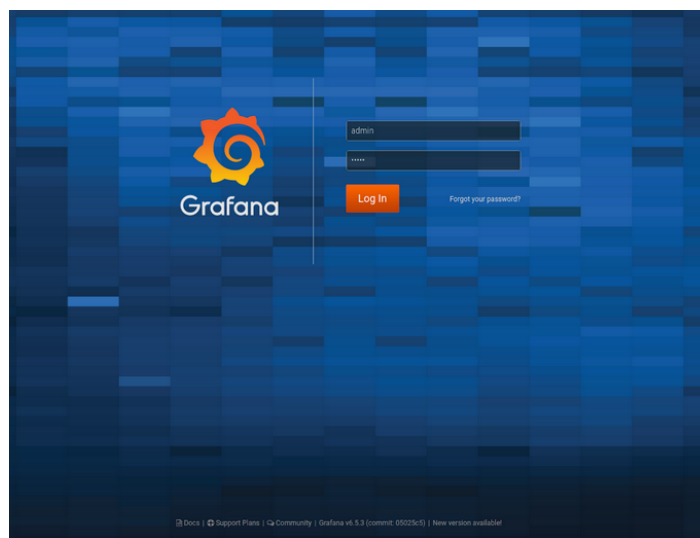 Grafana
admin
•••••
Log In
Forgot your password?
Docs | Support Plans | Community | Grafana v6.5.3 (commit: 05025c5) | New version available!